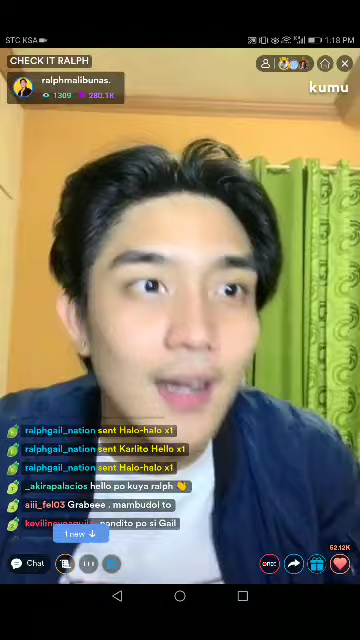 STC KSA
1:18 PM
CHECK IT RALPH
ralphmalibunas.
1309 280.1K
kumu
ralphgail_nation sent Halo-halo x1
ralphgail_nation sent Karlito Hello x1
ralphgail_nation sent Halo-halo x1
_akirapalacios hello po kuya ralph 👋
aiii_fel03 Grabeee . mambudol to
nandito po si Gail
1 new ↓
52.12K
Chat